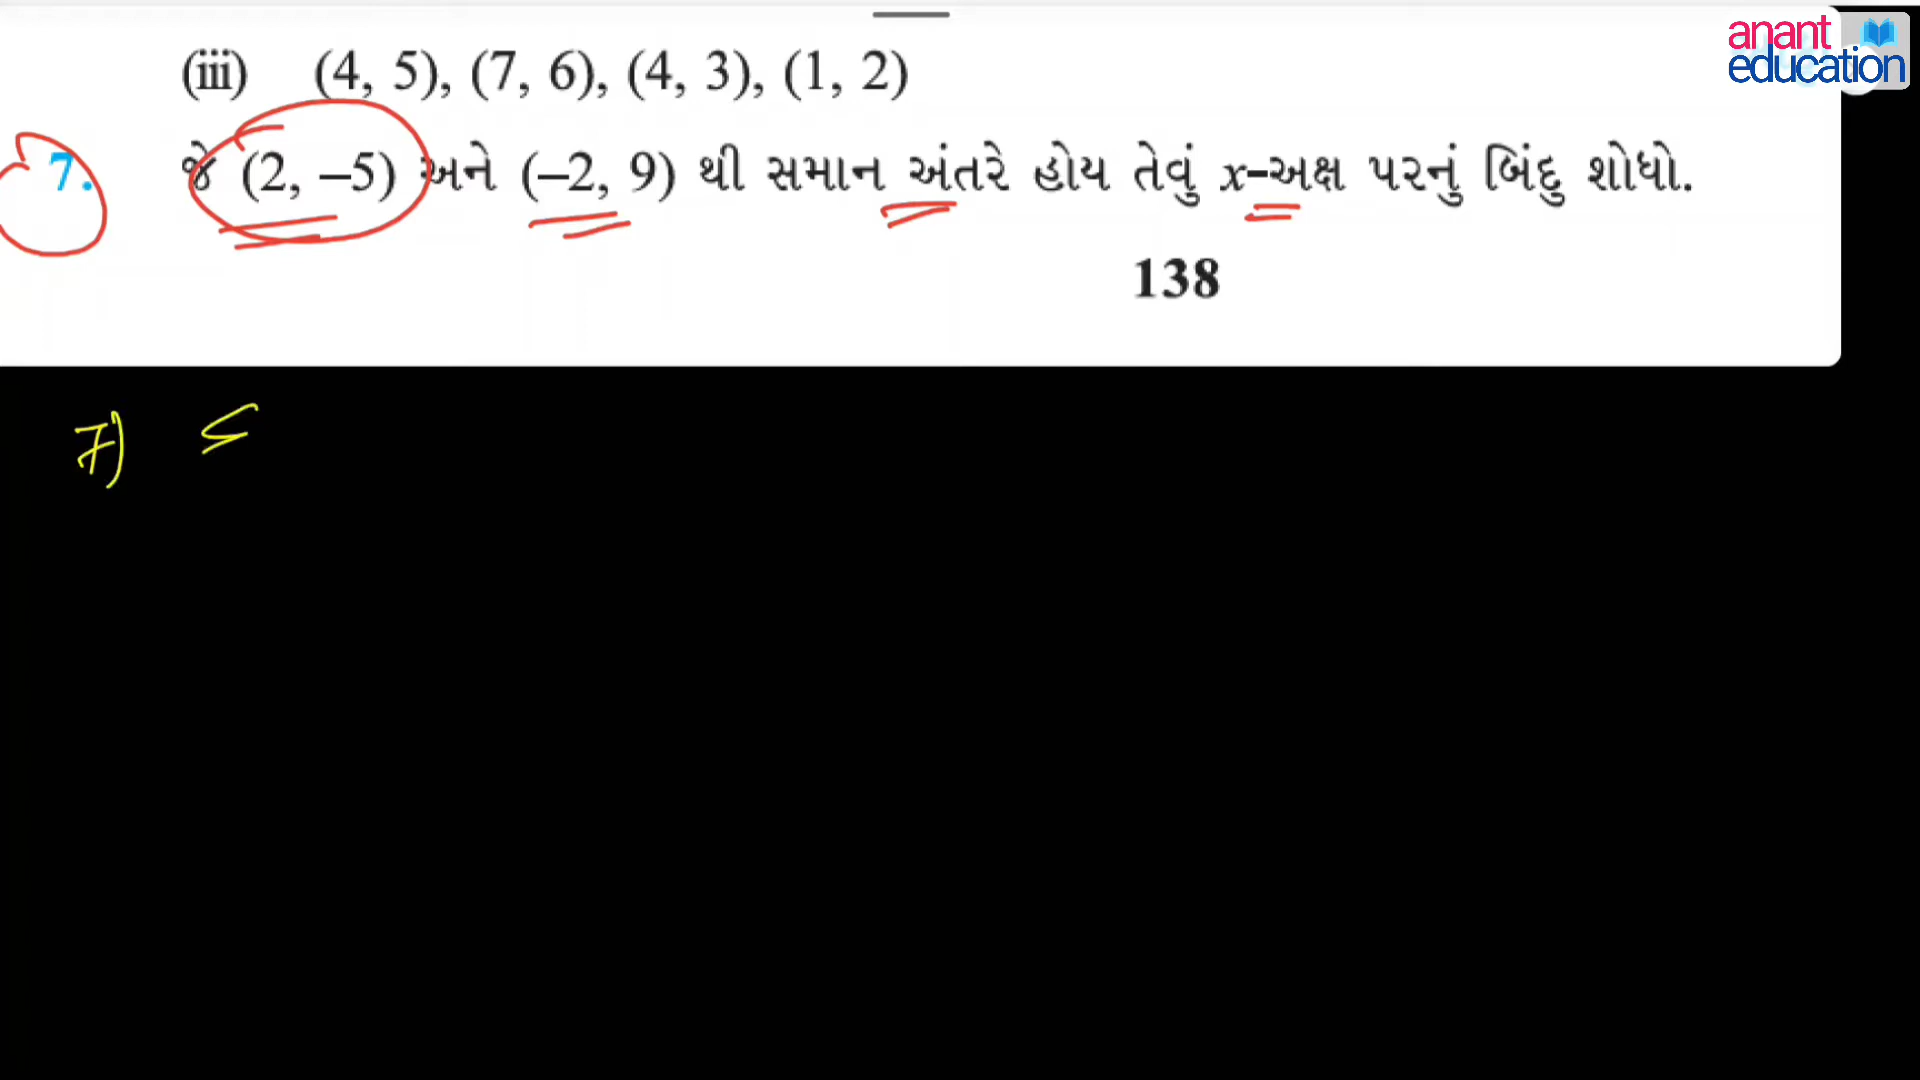 anant
education
(iii) (4, 5), (7, 6), (4, 3), (1, 2)
7. જે (2, –5) અને (–2, 9) થી સમાન અંતરે હોય તેવું x-અક્ષ પરનું બિંદુ શોધો.
138
7)